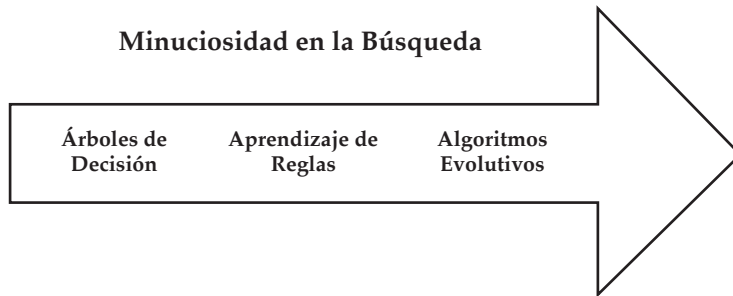 Minuciosidad en la Búsqueda
Árboles de
Decisión
Aprendizaje de
Reglas
Algoritmos
Evolutivos